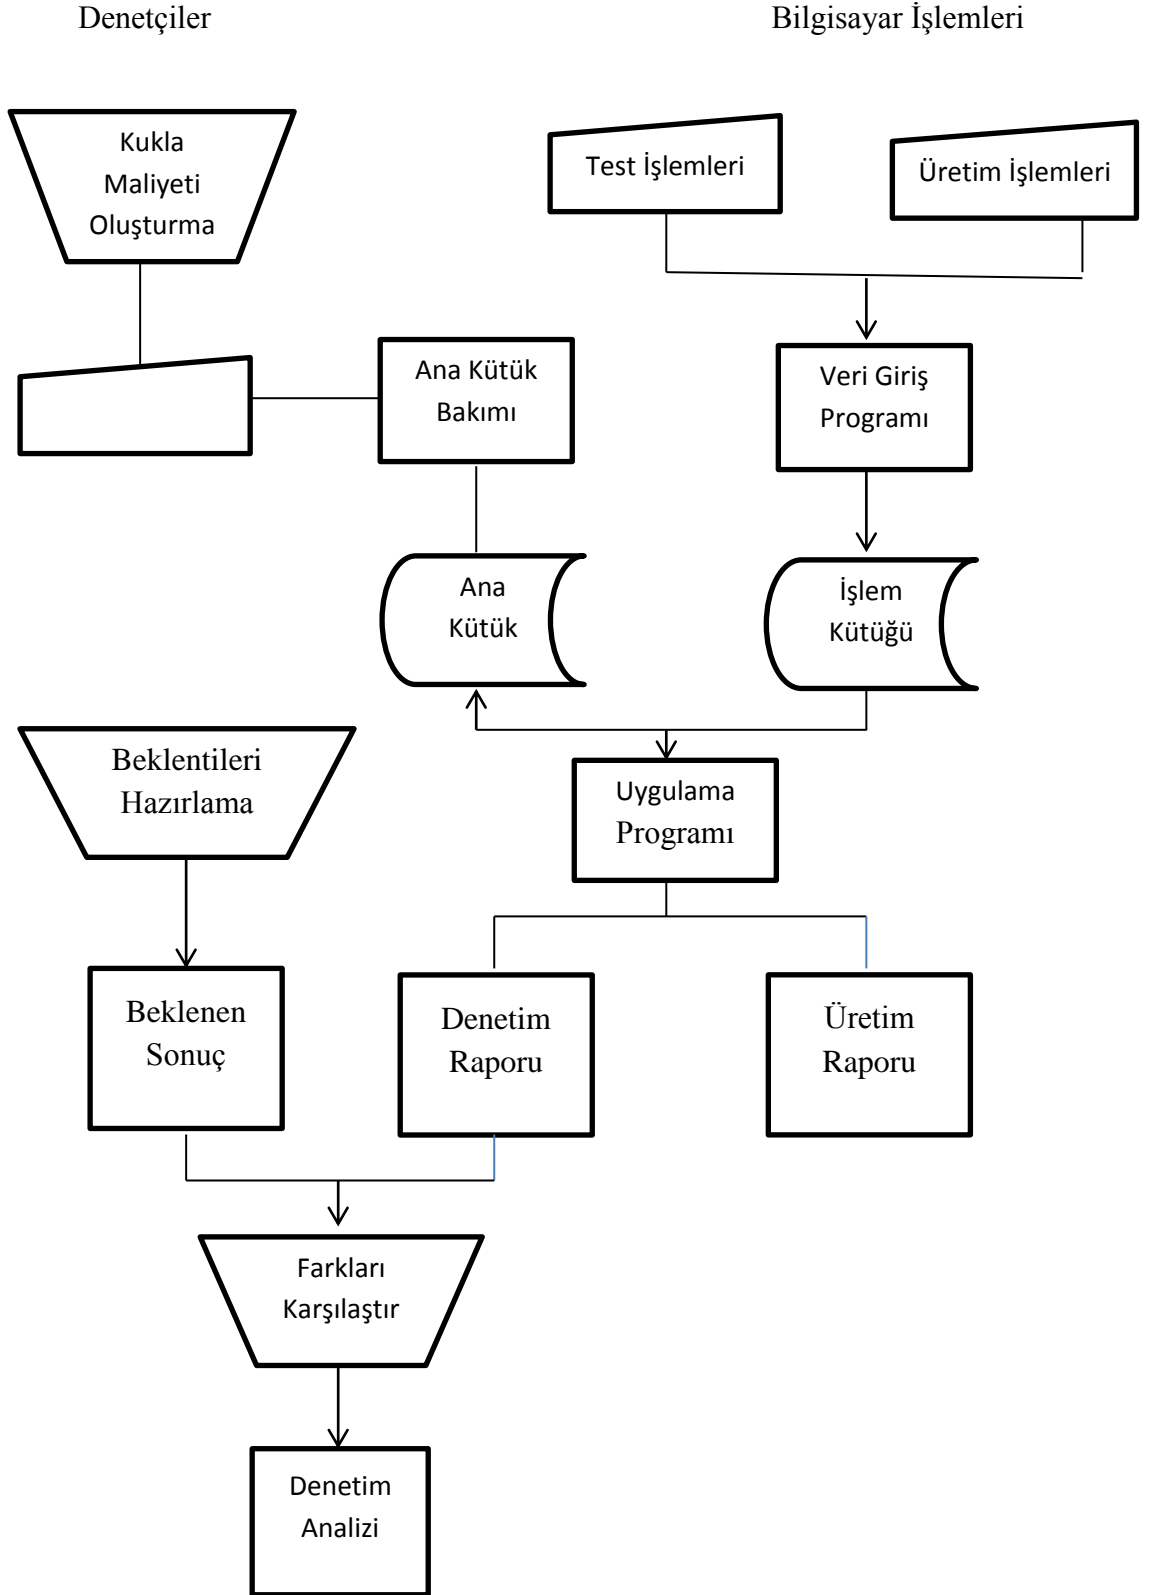 Denetçiler
Bilgisayar İşlemleri
Kukla
Maliyeti
Oluşturma
Test İşlemleri
Üretim İşlemleri
Ana Kütük
Bakımı
Veri Giriş
Programı
Ana
Kütük
İşlem
Kütüğü
Beklentileri
Hazırlama
Uygulama
Programı
Beklenen
Sonuç
Denetim
Raporu
Üretim
Raporu
Farkları
Karşılaştır
Denetim
Analizi